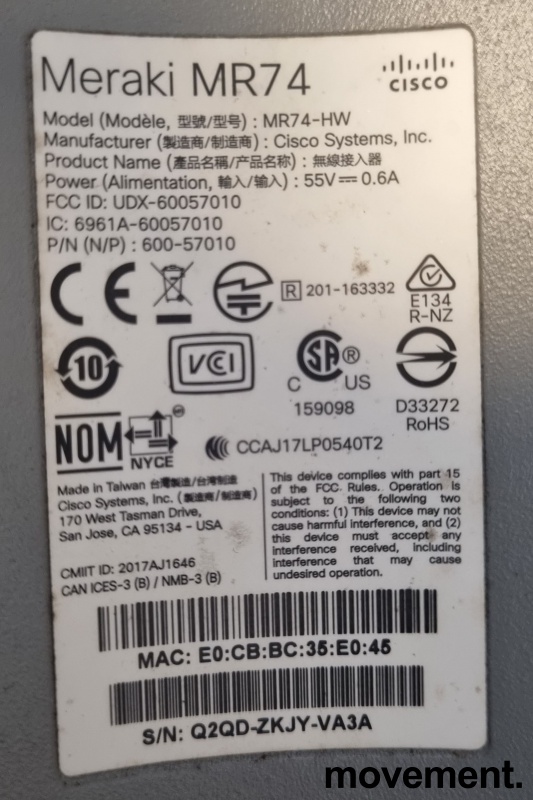 Meraki MR74
CISCO
Model (Modèle, 型號/型号) : MR74-HW
Manufacturer (製造商/制造商) : Cisco Systems, Inc.
Product Name (產品名稱/产品名称) : 無線接入器
Power (Alimentation, 輸入/输入) : 55V⎓ 0.6A
FCC ID: UDX-60057010
IC: 6961A-60057010
P/N (N/P) : 600-57010
CE
R 201-163332
E134
R-NZ
10
VCI
SA®
C US
159098
D33272
RoHS
NOM
NYCE
CCAJ17LP0540T2
Made in Taiwan 台灣製造/台湾制造
Cisco Systems, Inc. (製造商/制造商)
170 West Tasman Drive,
San Jose, CA 95134 - USA
CMIIT ID: 2017AJ1646
CAN ICES-3 (B) / NMB-3 (B)
This device complies with part 15
of the FCC Rules. Operation is
subject to the following two
conditions: (1) This device may not
cause harmful interference, and (2)
this device must accept any
interference received, including
interference that may cause
undesired operation.
MAC: E0:CB:BC:35:E0:45
S/N: Q2QD-ZKJY-VA3A
movement.